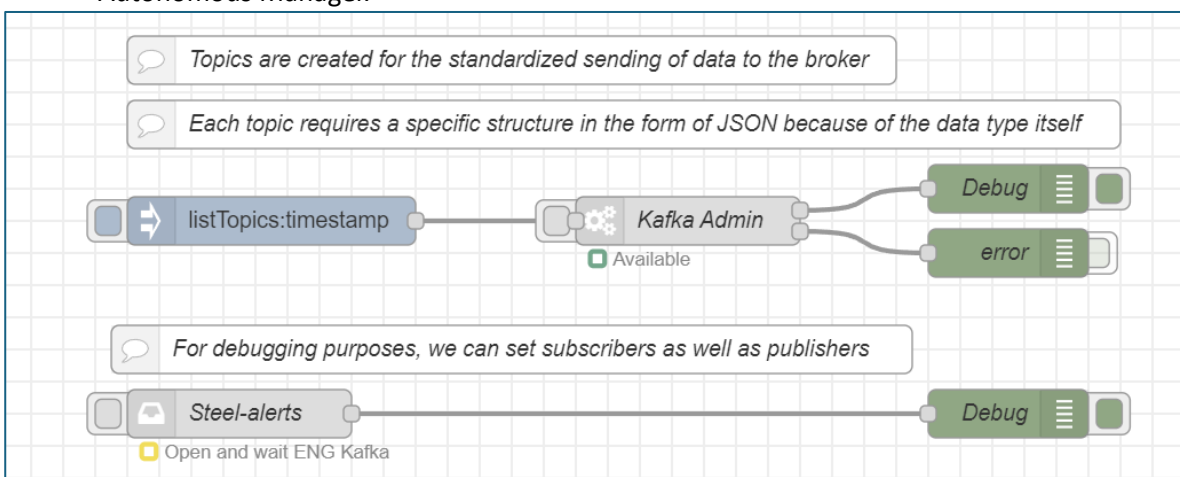 Autonomous manager.
Topics are created for the standardized sending of data to the broker
Each topic requires a specific structure in the form of JSON because of the data type itself
listTopics:timestamp
Kafka Admin
Available
Debug
error
For debugging purposes, we can set subscribers as well as publishers
Steel-alerts
Open and wait ENG Kafka
Debug